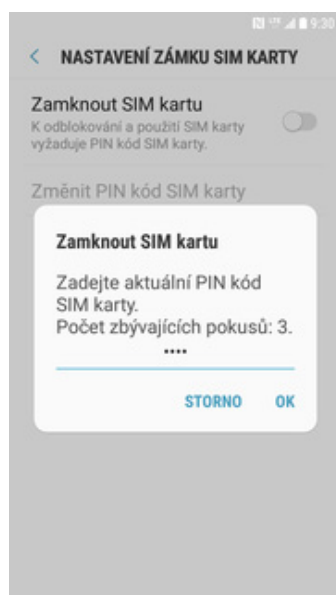 9:30
NASTAVENÍ ZÁMKU SIM KARTY
Zamknout SIM kartu
K odblokování a použití SIM karty
vyžaduje PIN kód SIM karty.
Změnit PIN kód SIM karty
Zamknout SIM kartu
Zadejte aktuální PIN kód
SIM karty.
Počet zbývajících pokusů: 3.
••••
STORNO OK